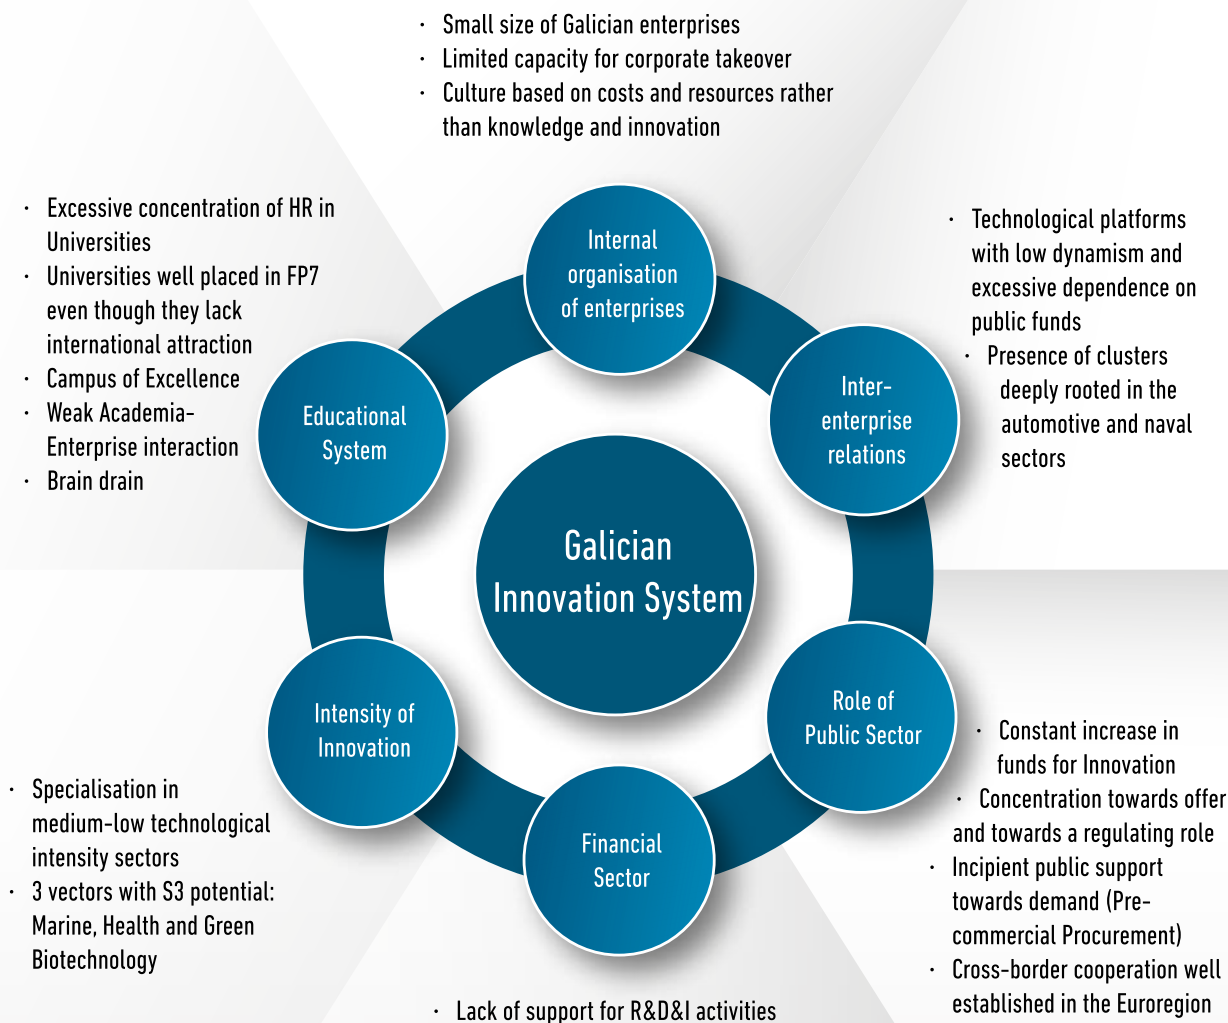 · Small size of Galician enterprises
· Limited capacity for corporate takeover
· Culture based on costs and resources rather
than knowledge and innovation
· Excessive concentration of HR in
Universities
· Universities well placed in FP7
even though they lack
international attraction
· Campus of Excellence
· Weak Academia-
Enterprise interaction
· Brain drain
Internal
organisation
of enterprises
· Technological platforms
with low dynamism and
excessive dependence on
public funds
· Presence of clusters
deeply rooted in the
automotive and naval
sectors
Educational
System
Inter-
enterprise
relations
Galician
Innovation System
Intensity of
Innovation
Role of
Public Sector
· Specialisation in
medium-low technological
intensity sectors
· 3 vectors with S3 potential:
Marine, Health and Green
Biotechnology
Financial
Sector
· Constant increase in
funds for Innovation
· Concentration towards offer
and towards a regulating role
· Incipient public support
towards demand (Pre-
commercial Procurement)
· Cross-border cooperation well
established in the Euroregion
· Lack of support for R&D&I activities